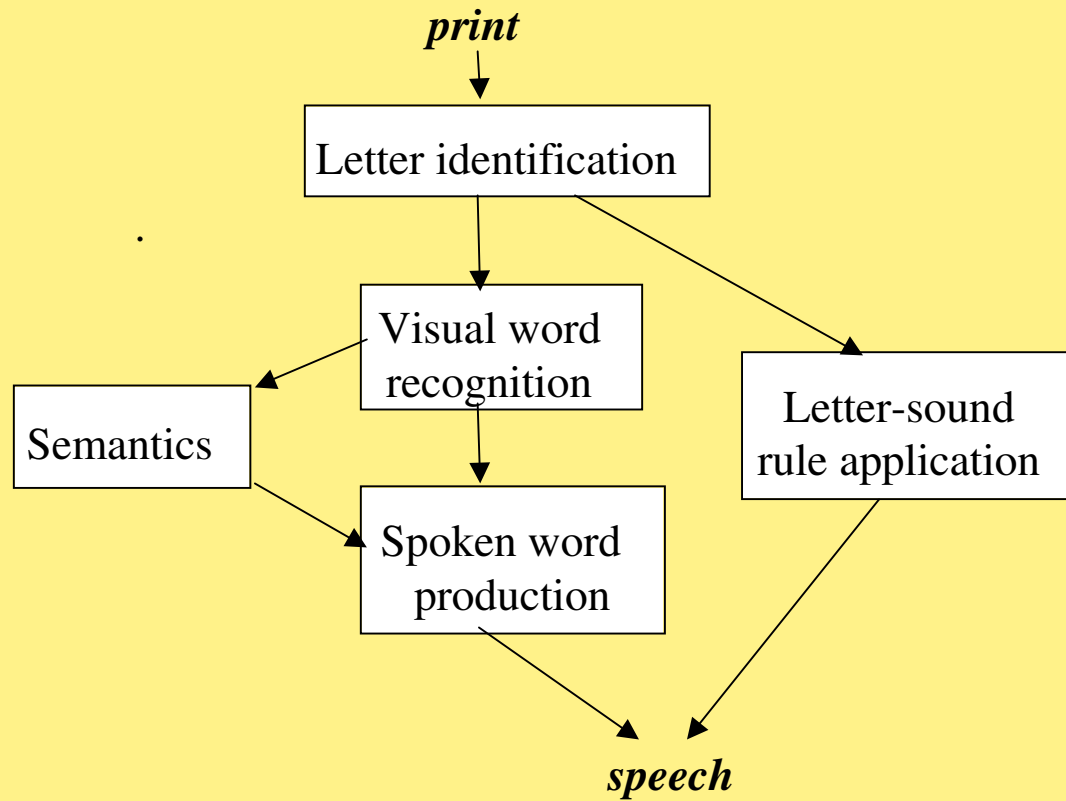 print
Letter identification
.
Visual word
recognition
Semantics
Letter-sound
rule application
Spoken word
production
speech